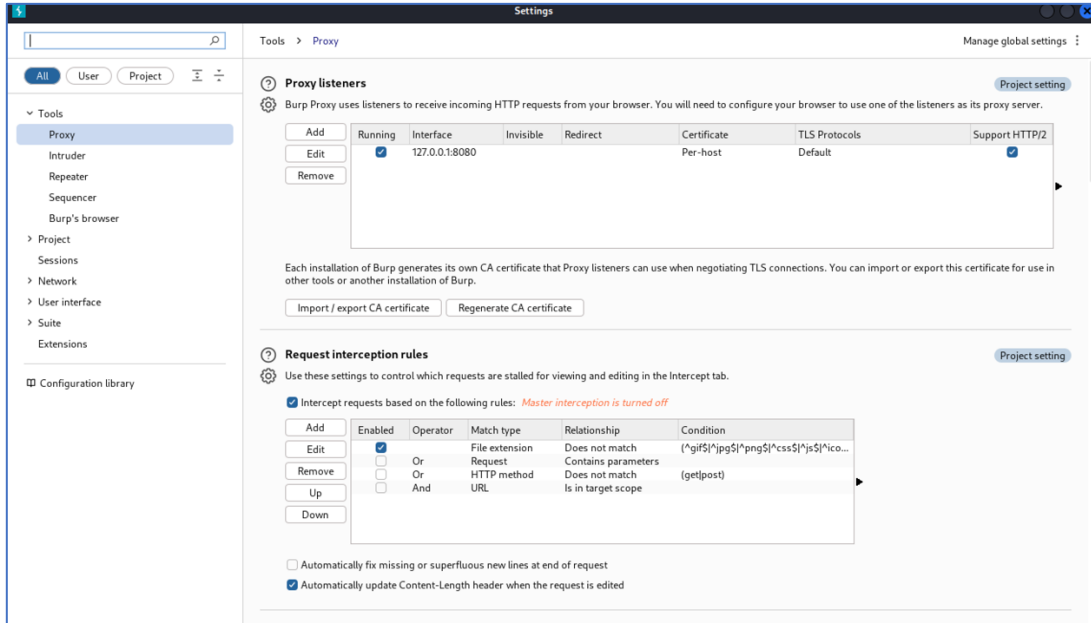 Settings
Tools > Proxy
Manage global settings
All User Project
Tools
Proxy
Intruder
Repeater
Sequencer
Burp's browser
Project
Sessions
Network
User interface
Suite
Extensions
Configuration library
Proxy listeners
Project setting
Burp Proxy uses listeners to receive incoming HTTP requests from your browser. You will need to configure your browser to use one of the listeners as its proxy server.
Add
Edit
Remove
Running Interface Invisible Redirect Certificate TLS Protocols Support HTTP/2
127.0.0.1:8080 Per-host Default
Each installation of Burp generates its own CA certificate that Proxy listeners can use when negotiating TLS connections. You can import or export this certificate for use in
other tools or another installation of Burp.
Import / export CA certificate Regenerate CA certificate
Request interception rules
Project setting
Use these settings to control which requests are stalled for viewing and editing in the Intercept tab.
Intercept requests based on the following rules: Master interception is turned off
Add
Edit
Remove
Up
Down
Enabled Operator Match type Relationship Condition
File extension Does not match (^gif$|^jpg$|^png$|^css$|^js$|^ico...
Or Request Contains parameters
Or HTTP method Does not match (get|post)
And URL Is in target scope
Automatically fix missing or superfluous new lines at end of request
Automatically update Content-Length header when the request is edited